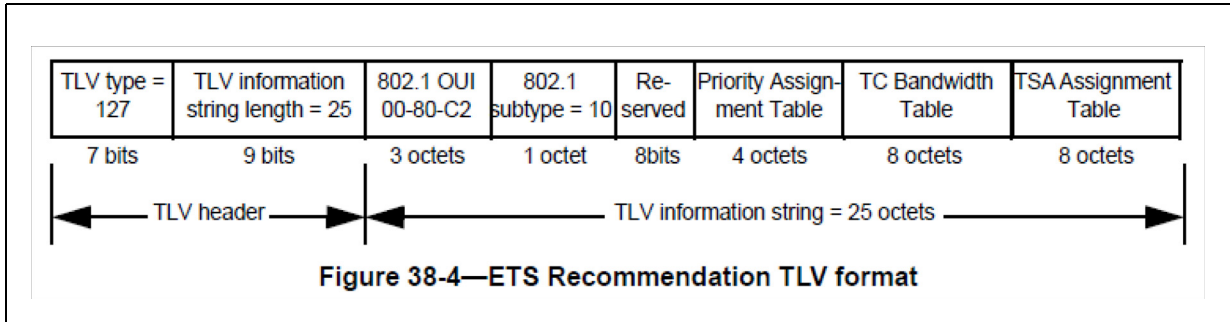 TLV type = 127
TLV information string length = 25
802.1 OUI 00-80-C2
802.1 subtype = 10
Re-served
Priority Assign-ment Table
TC Bandwidth Table
TSA Assignment Table
7 bits
9 bits
3 octets
1 octet
8bits
4 octets
8 octets
8 octets
TLV header
TLV information string = 25 octets
Figure 38-4—ETS Recommendation TLV format